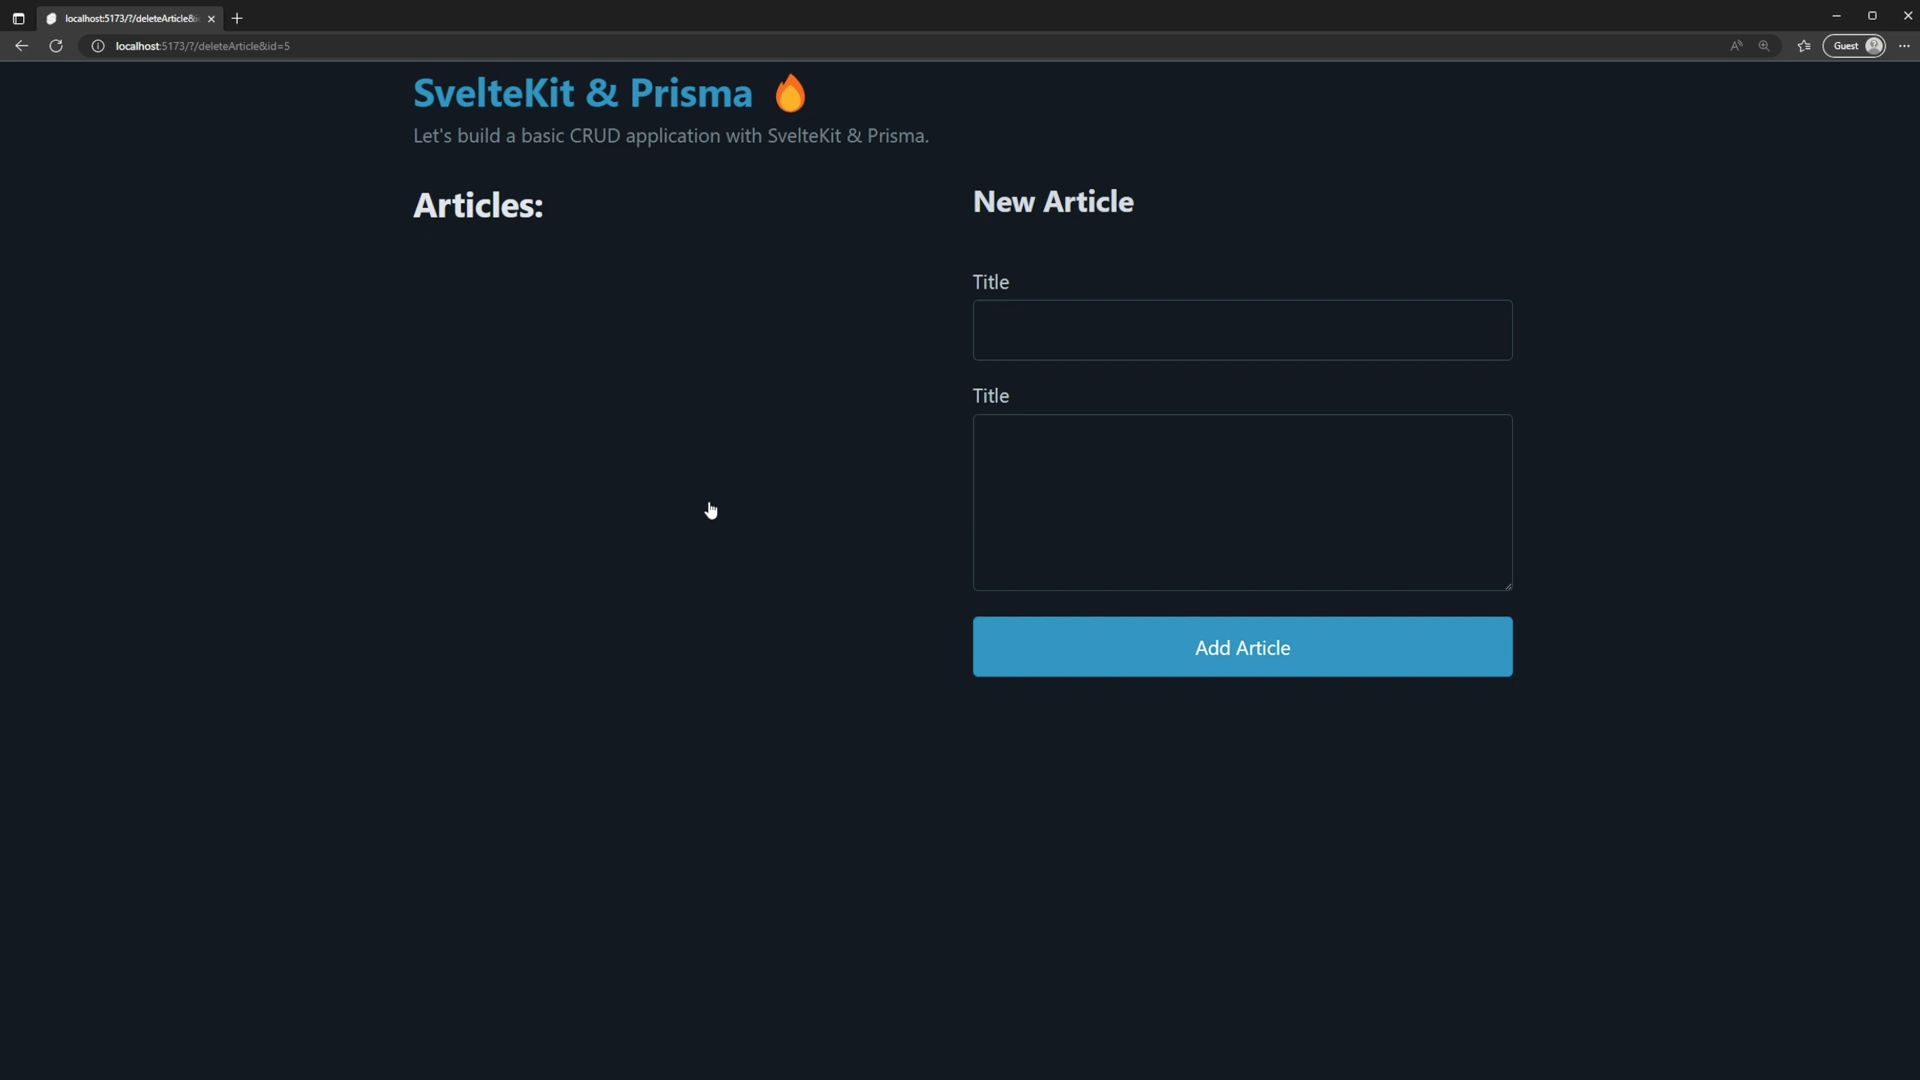 localhost:5173/?/deleteArticle&i
localhost:5173/?/deleteArticle&id=5
Guest
SvelteKit & Prisma 🔥
Let's build a basic CRUD application with SvelteKit & Prisma.
Articles:
New Article
Title
Title
Add Article